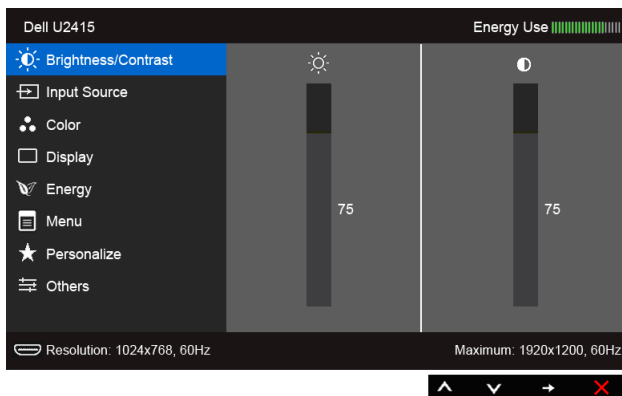 Dell U2415
Energy Use
Brightness/Contrast
Input Source
Color
Display
Energy
Menu
Personalize
Others
75
75
Resolution: 1024x768, 60Hz
Maximum: 1920x1200, 60Hz